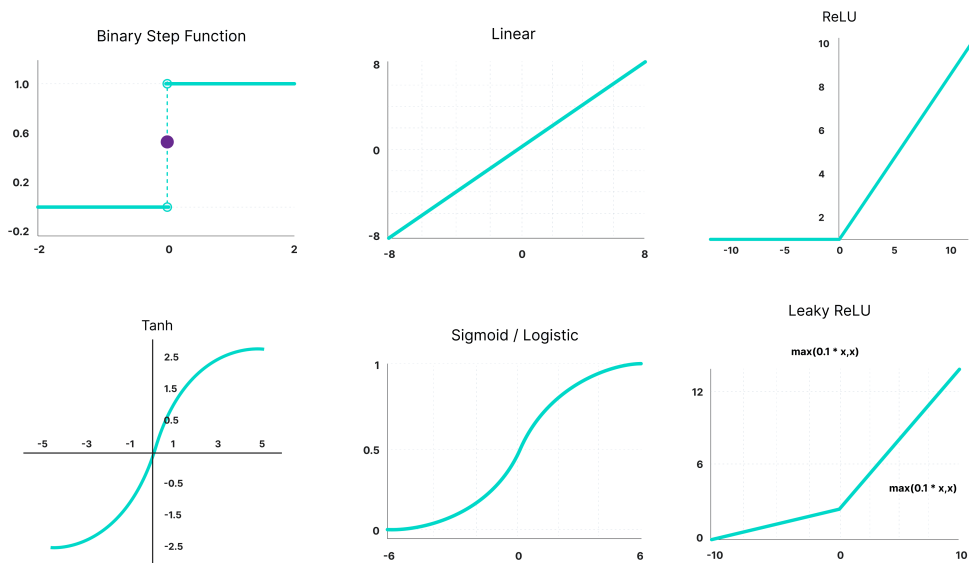 Binary Step Function
1.0
0.6
0.2
-0.2
-2 0 2
Linear
8
0
-8
-8 0 8
ReLU
10
8
6
4
2
-10 -5 0 5 10
Tanh
2.5
1.5
0.5
-5 -3 -1 1 3 5
-0.5
-1.5
-2.5
Sigmoid / Logistic
1
0.5
0
-6 0 6
Leaky ReLU
max(0.1 * x,x)
12
6
max(0.1 * x,x)
0
-10 0 10